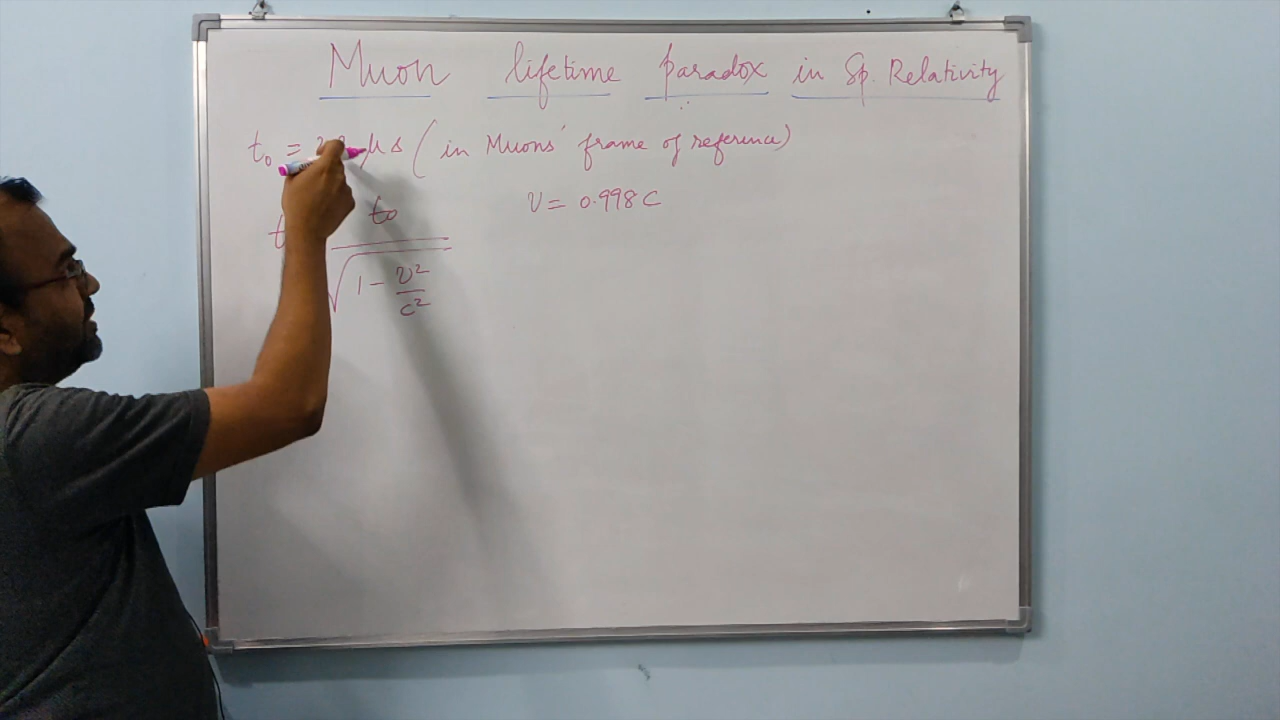 Muon lifetime paradox in Sp. Relativity
t₀ = μs (in Muons' frame of reference)
v = 0.998 C
t t₀
√1 - v²
c²